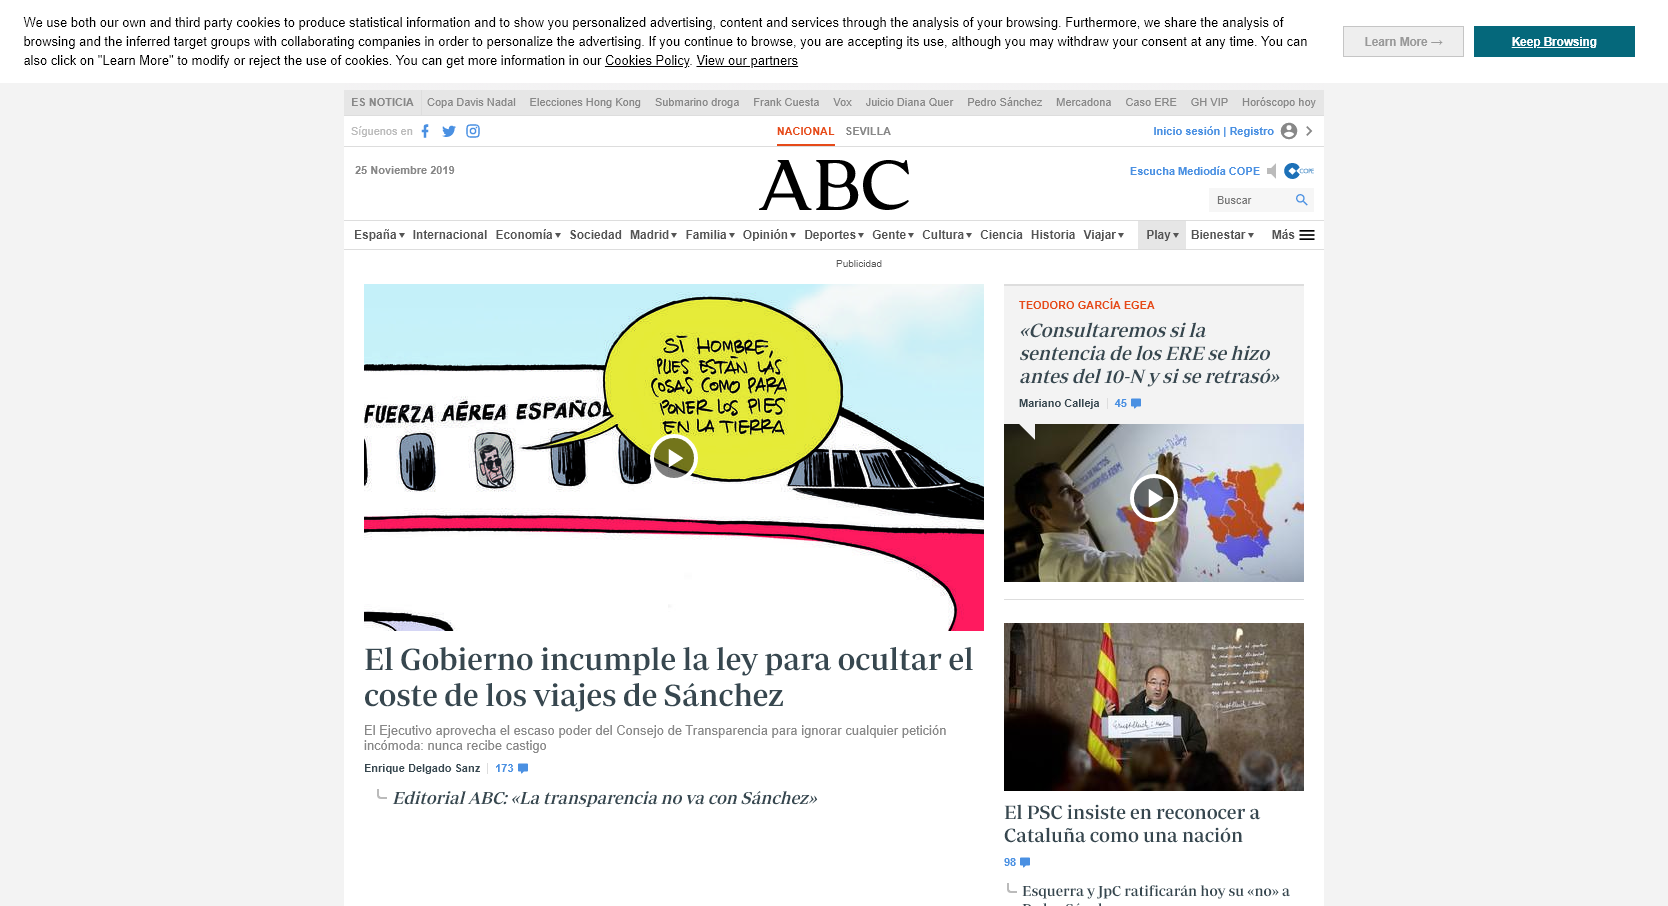 We use both our own and third party cookies to produce statistical information and to show you personalized advertising, content and services through the analysis of your browsing. Furthermore, we share the analysis of
browsing and the inferred target groups with collaborating companies in order to personalize the advertising. If you continue to browse, you are accepting its use, although you may withdraw your consent at any time. You can
also click on "Learn More" to modify or reject the use of cookies. You can get more information in our Cookies Policy. View our partners
Learn More →
Keep Browsing
ES NOTICIA Copa Davis Nadal Elecciones Hong Kong Submarino droga Frank Cuesta Vox Juicio Diana Quer Pedro Sánchez Mercadona Caso ERE GH VIP Horóscopo hoy
Síguenos en
NACIONAL SEVILLA
Inicio sesión | Registro
25 Noviembre 2019
ABC
Escucha Mediodía COPE
COPE
Buscar
España Internacional Economía Sociedad Madrid Familia Opinión Deportes Gente Cultura Ciencia Historia Viajar Play Bienestar Más
Publicidad
SÍ HOMBRE,
PUES ESTÁN LAS
COSAS COMO PARA
PONER LOS PIES
EN LA TIERRA
FUERZA AÉREA ESPAÑOL
El Gobierno incumple la ley para ocultar el
coste de los viajes de Sánchez
El Ejecutivo aprovecha el escaso poder del Consejo de Transparencia para ignorar cualquier petición
incómoda: nunca recibe castigo
Enrique Delgado Sanz 173
Editorial ABC: «La transparencia no va con Sánchez»
TEODORO GARCÍA EGEA
«Consultaremos si la
sentencia de los ERE se hizo
antes del 10-N y si se retrasó»
Mariano Calleja 45
El PSC insiste en reconocer a
Cataluña como una nación
98
Esquerra y JpC ratificarán hoy su «no» a